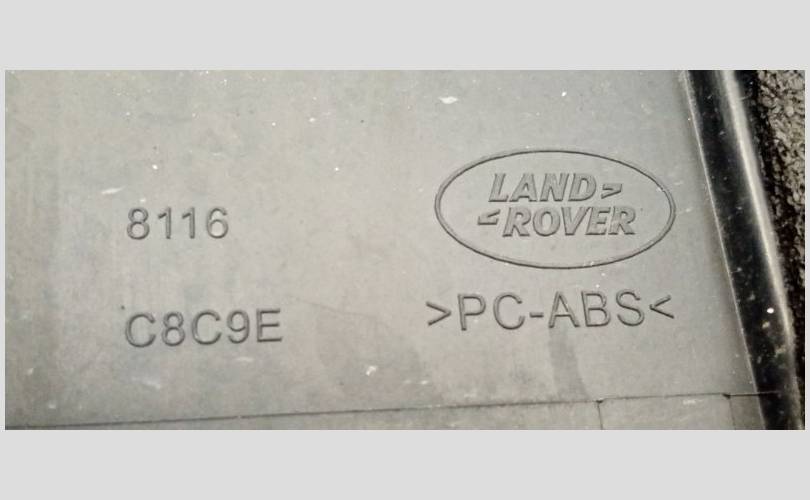 8116
C8C9E
LAND
ROVER
>PC-ABS<